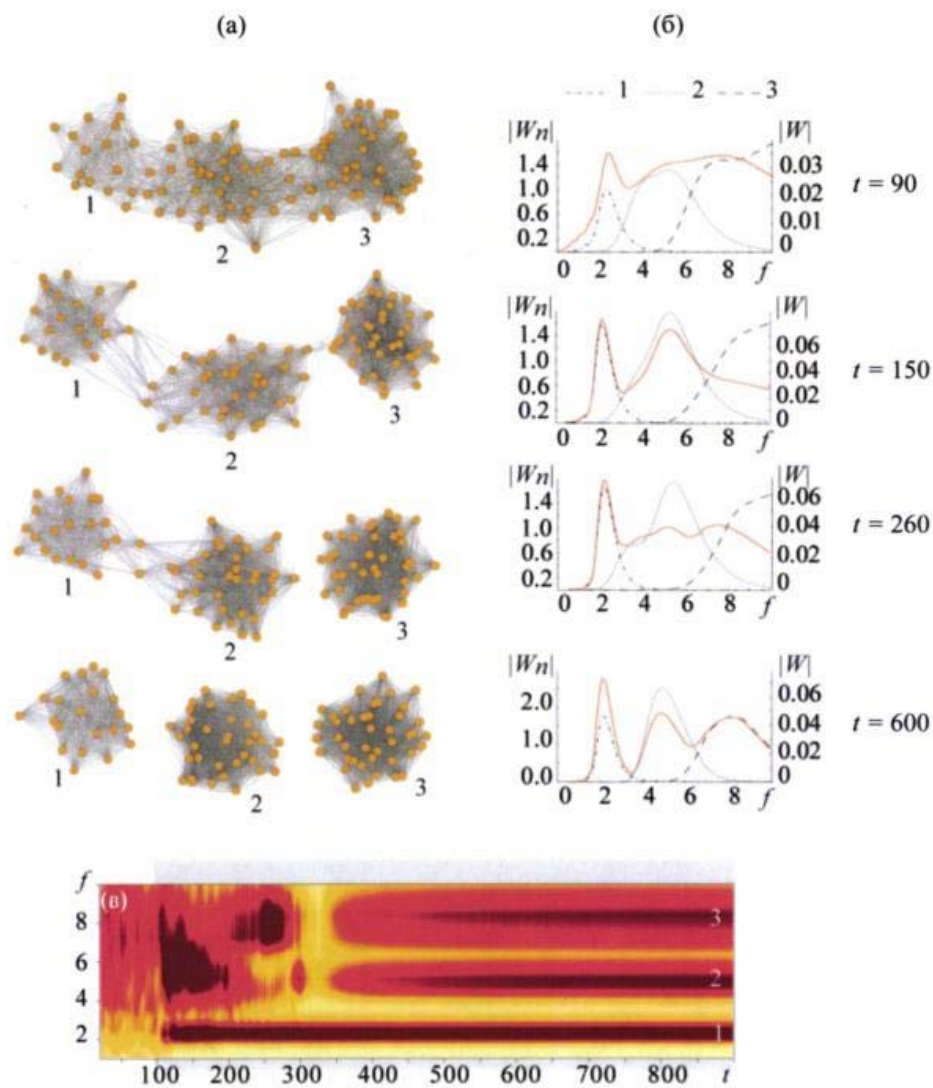 (а)
(б)
1 2 3
1
2
3
|Wn|
|W|
1.4
1.0
0.6
0.2
0.03
0.02
0.01
0
0 2 4 6 8 f
t = 90
1
2
3
|Wn|
|W|
1.4
1.0
0.6
0.2
0.06
0.04
0.02
0
0 2 4 6 8 f
t = 150
1
2
3
|Wn|
|W|
1.4
1.0
0.6
0.2
0.06
0.04
0.02
0
0 2 4 6 8 f
t = 260
1
2
3
|Wn|
|W|
2.0
1.0
0.0
0.06
0.04
0.02
0
0 2 4 6 8 f
t = 600
f
(в)
8
6
4
2
3
2
1
100 200 300 400 500 600 700 800 t